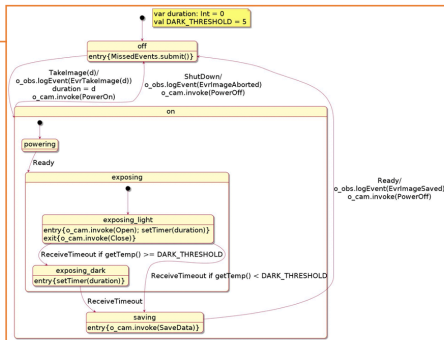 var duration: Int = 0
val DARK_THRESHOLD = 5
off
entry{MissedEvents.submit()}
TakeImage(d)/
o_obs.logEvent(EvrTakeImage(d))
duration = d
o_cam.invoke(PowerOn)
ShutDown/
o_obs.logEvent(EvrImageAborted)
o_cam.invoke(PowerOff)
on
powering
Ready
exposing
exposing_light
entry{o_cam.invoke(Open); setTimer(duration)}
exit{o_cam.invoke(Close)}
ReceiveTimeout if getTemp() >= DARK_THRESHOLD
exposing_dark
entry{setTimer(duration)}
ReceiveTimeout if getTemp() < DARK_THRESHOLD
ReceiveTimeout
saving
entry{o_cam.invoke(SaveData)}
Ready/
o_obs.logEvent(EvrImageSaved)
o_cam.invoke(PowerOff)